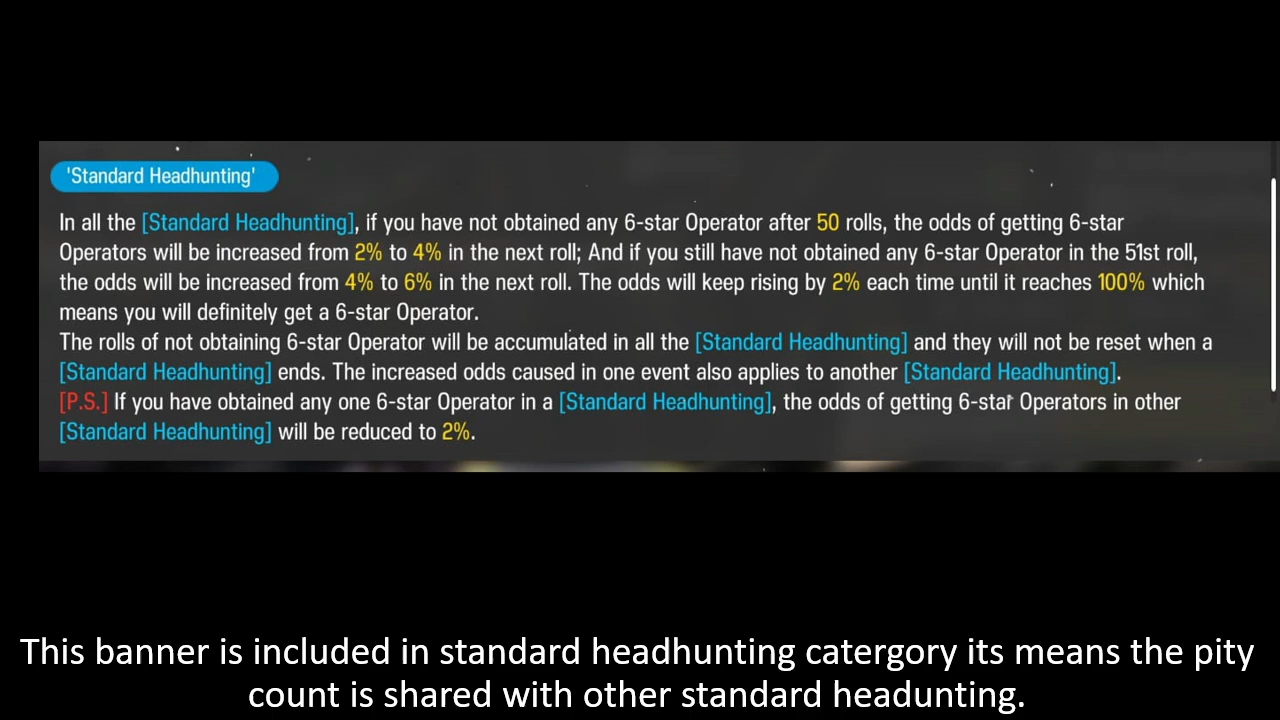 'Standard Headhunting'
In all the [Standard Headhunting], if you have not obtained any 6-star Operator after 50 rolls, the odds of getting 6-star
Operators will be increased from 2% to 4% in the next roll; And if you still have not obtained any 6-star Operator in the 51st roll,
the odds will be increased from 4% to 6% in the next roll. The odds will keep rising by 2% each time until it reaches 100% which
means you will definitely get a 6-star Operator.
The rolls of not obtaining 6-star Operator will be accumulated in all the [Standard Headhunting] and they will not be reset when a
[Standard Headhunting] ends. The increased odds caused in one event also applies to another [Standard Headhunting].
[P.S.] If you have obtained any one 6-star Operator in a [Standard Headhunting], the odds of getting 6-star Operators in other
[Standard Headhunting] will be reduced to 2%.
This banner is included in standard headhunting catergory its means the pity
count is shared with other standard headunting.